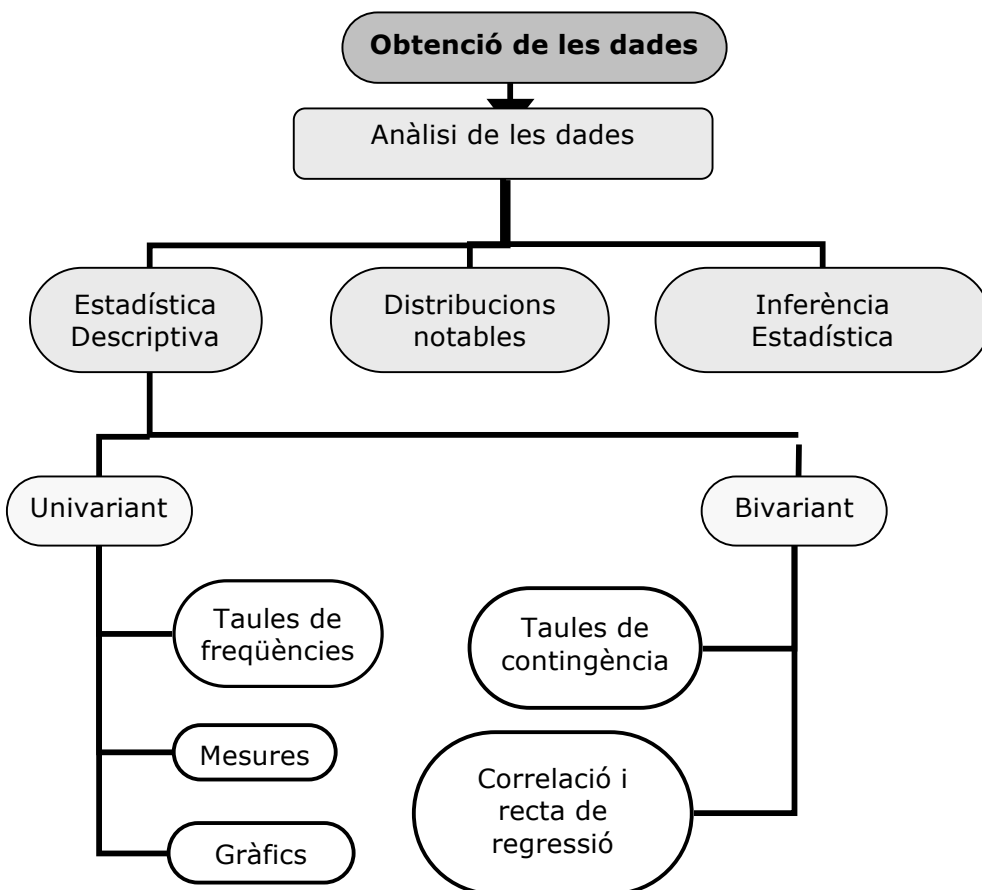 Obtenció de les dades
Anàlisi de les dades
Estadística
Descriptiva
Distribucions
notables
Inferència
Estadística
Univariant
Bivariant
Taules de
freqüències
Mesures
Gràfics
Taules de
contingència
Correlació i
recta de
regressió